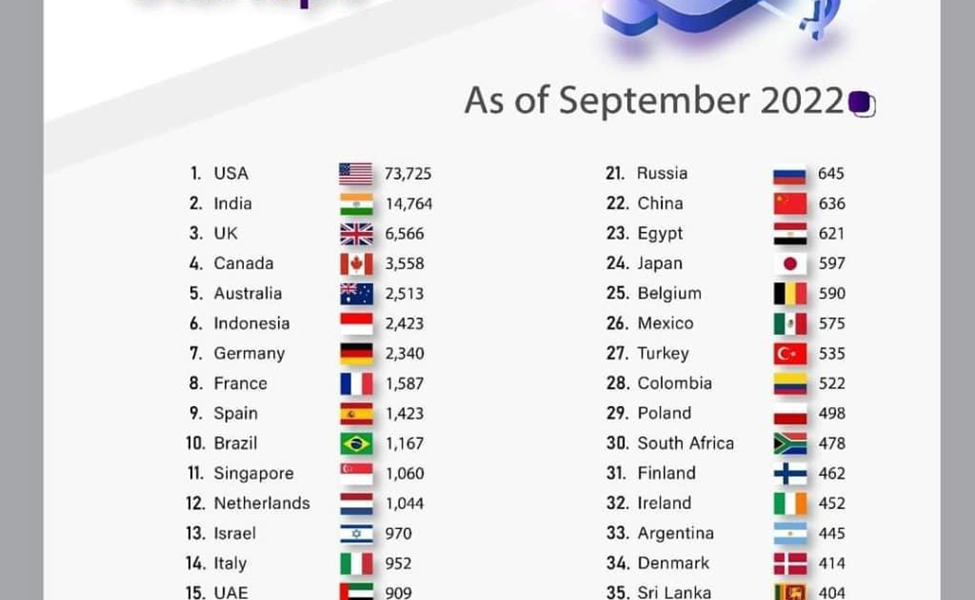 As of September 2022
1. USA 73,725
2. India 14,764
3. UK 6,566
4. Canada 3,558
5. Australia 2,513
6. Indonesia 2,423
7. Germany 2,340
8. France 1,587
9. Spain 1,423
10. Brazil 1,167
11. Singapore 1,060
12. Netherlands 1,044
13. Israel 970
14. Italy 952
15. UAE 909
21. Russia 645
22. China 636
23. Egypt 621
24. Japan 597
25. Belgium 590
26. Mexico 575
27. Turkey 535
28. Colombia 522
29. Poland 498
30. South Africa 478
31. Finland 462
32. Ireland 452
33. Argentina 445
34. Denmark 414
35. Sri Lanka 404